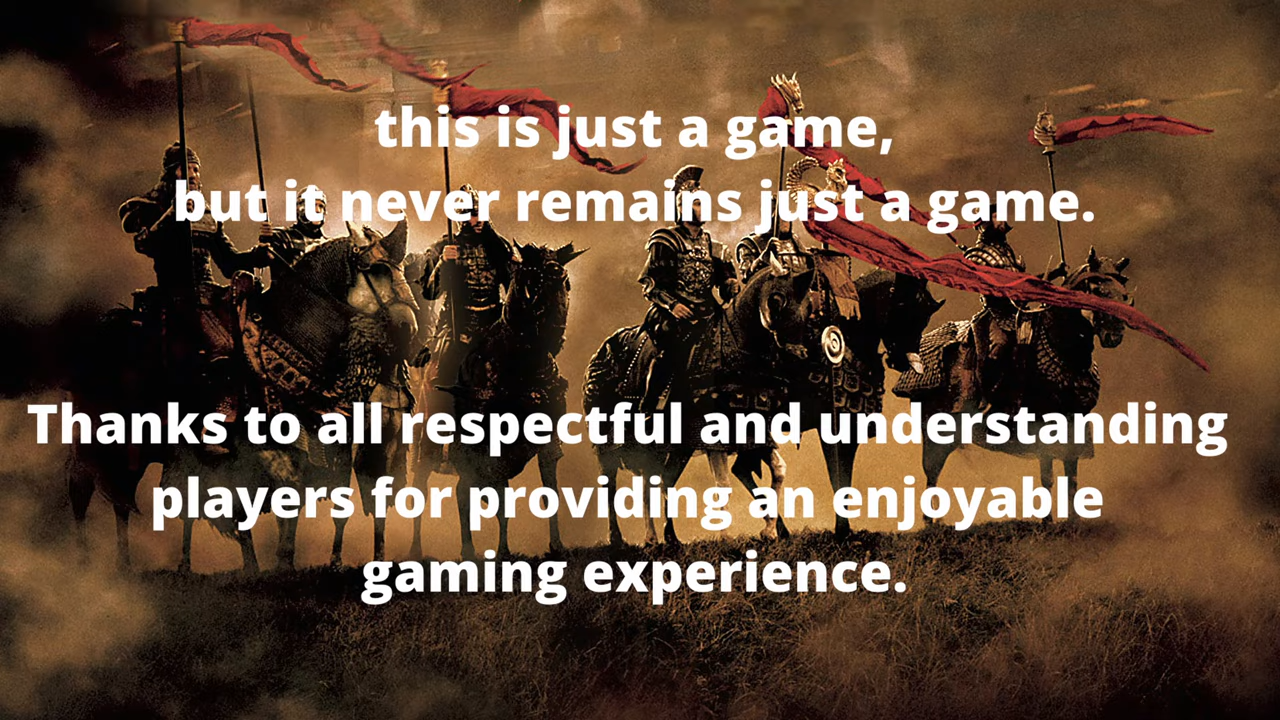 this is just a game,
but it never remains just a game.
Thanks to all respectful and understanding
players for providing an enjoyable
gaming experience.